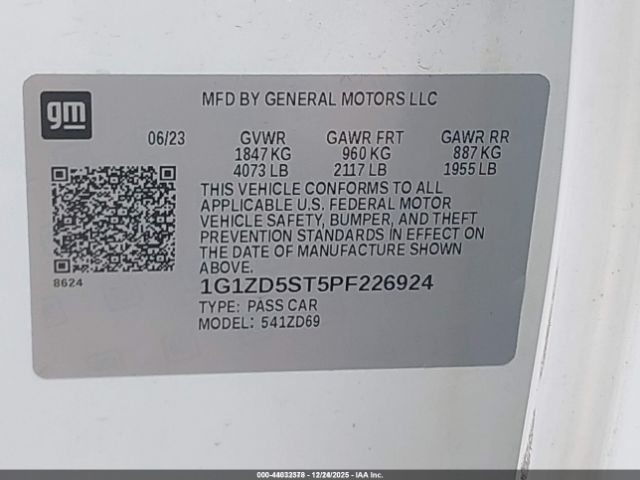 gm
MFD BY GENERAL MOTORS LLC
06/23 GVWR GAWR FRT GAWR RR
1847 KG 960 KG 887 KG
4073 LB 2117 LB 1955 LB
THIS VEHICLE CONFORMS TO ALL
APPLICABLE U.S. FEDERAL MOTOR
VEHICLE SAFETY, BUMPER, AND THEFT
PREVENTION STANDARDS IN EFFECT ON
THE DATE OF MANUFACTURE SHOWN
ABOVE.
8624
1G1ZD5ST5PF226924
TYPE: PASS CAR
MODEL: 541ZD69
000-44032378 - 12/24/2025 - IAA Inc.